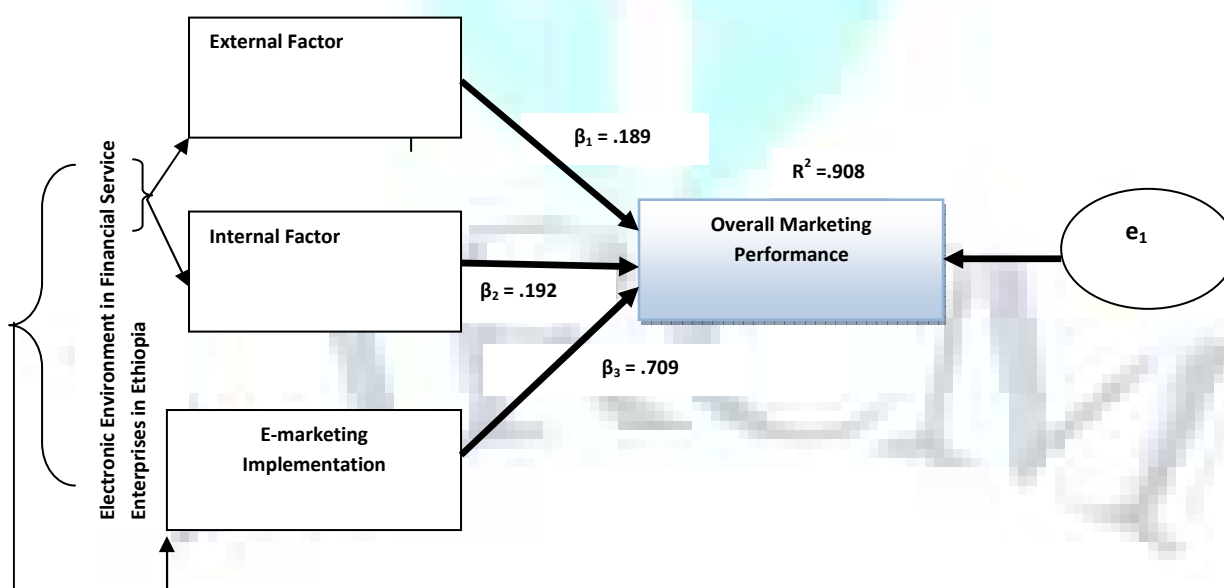 External Factor
β₁ = .189
R² =.908
Electronic Environment in Financial Service
Enterprises in Ethiopia
Internal Factor
Overall Marketing
Performance
e₁
β₂ = .192
β₃ = .709
E-marketing
Implementation